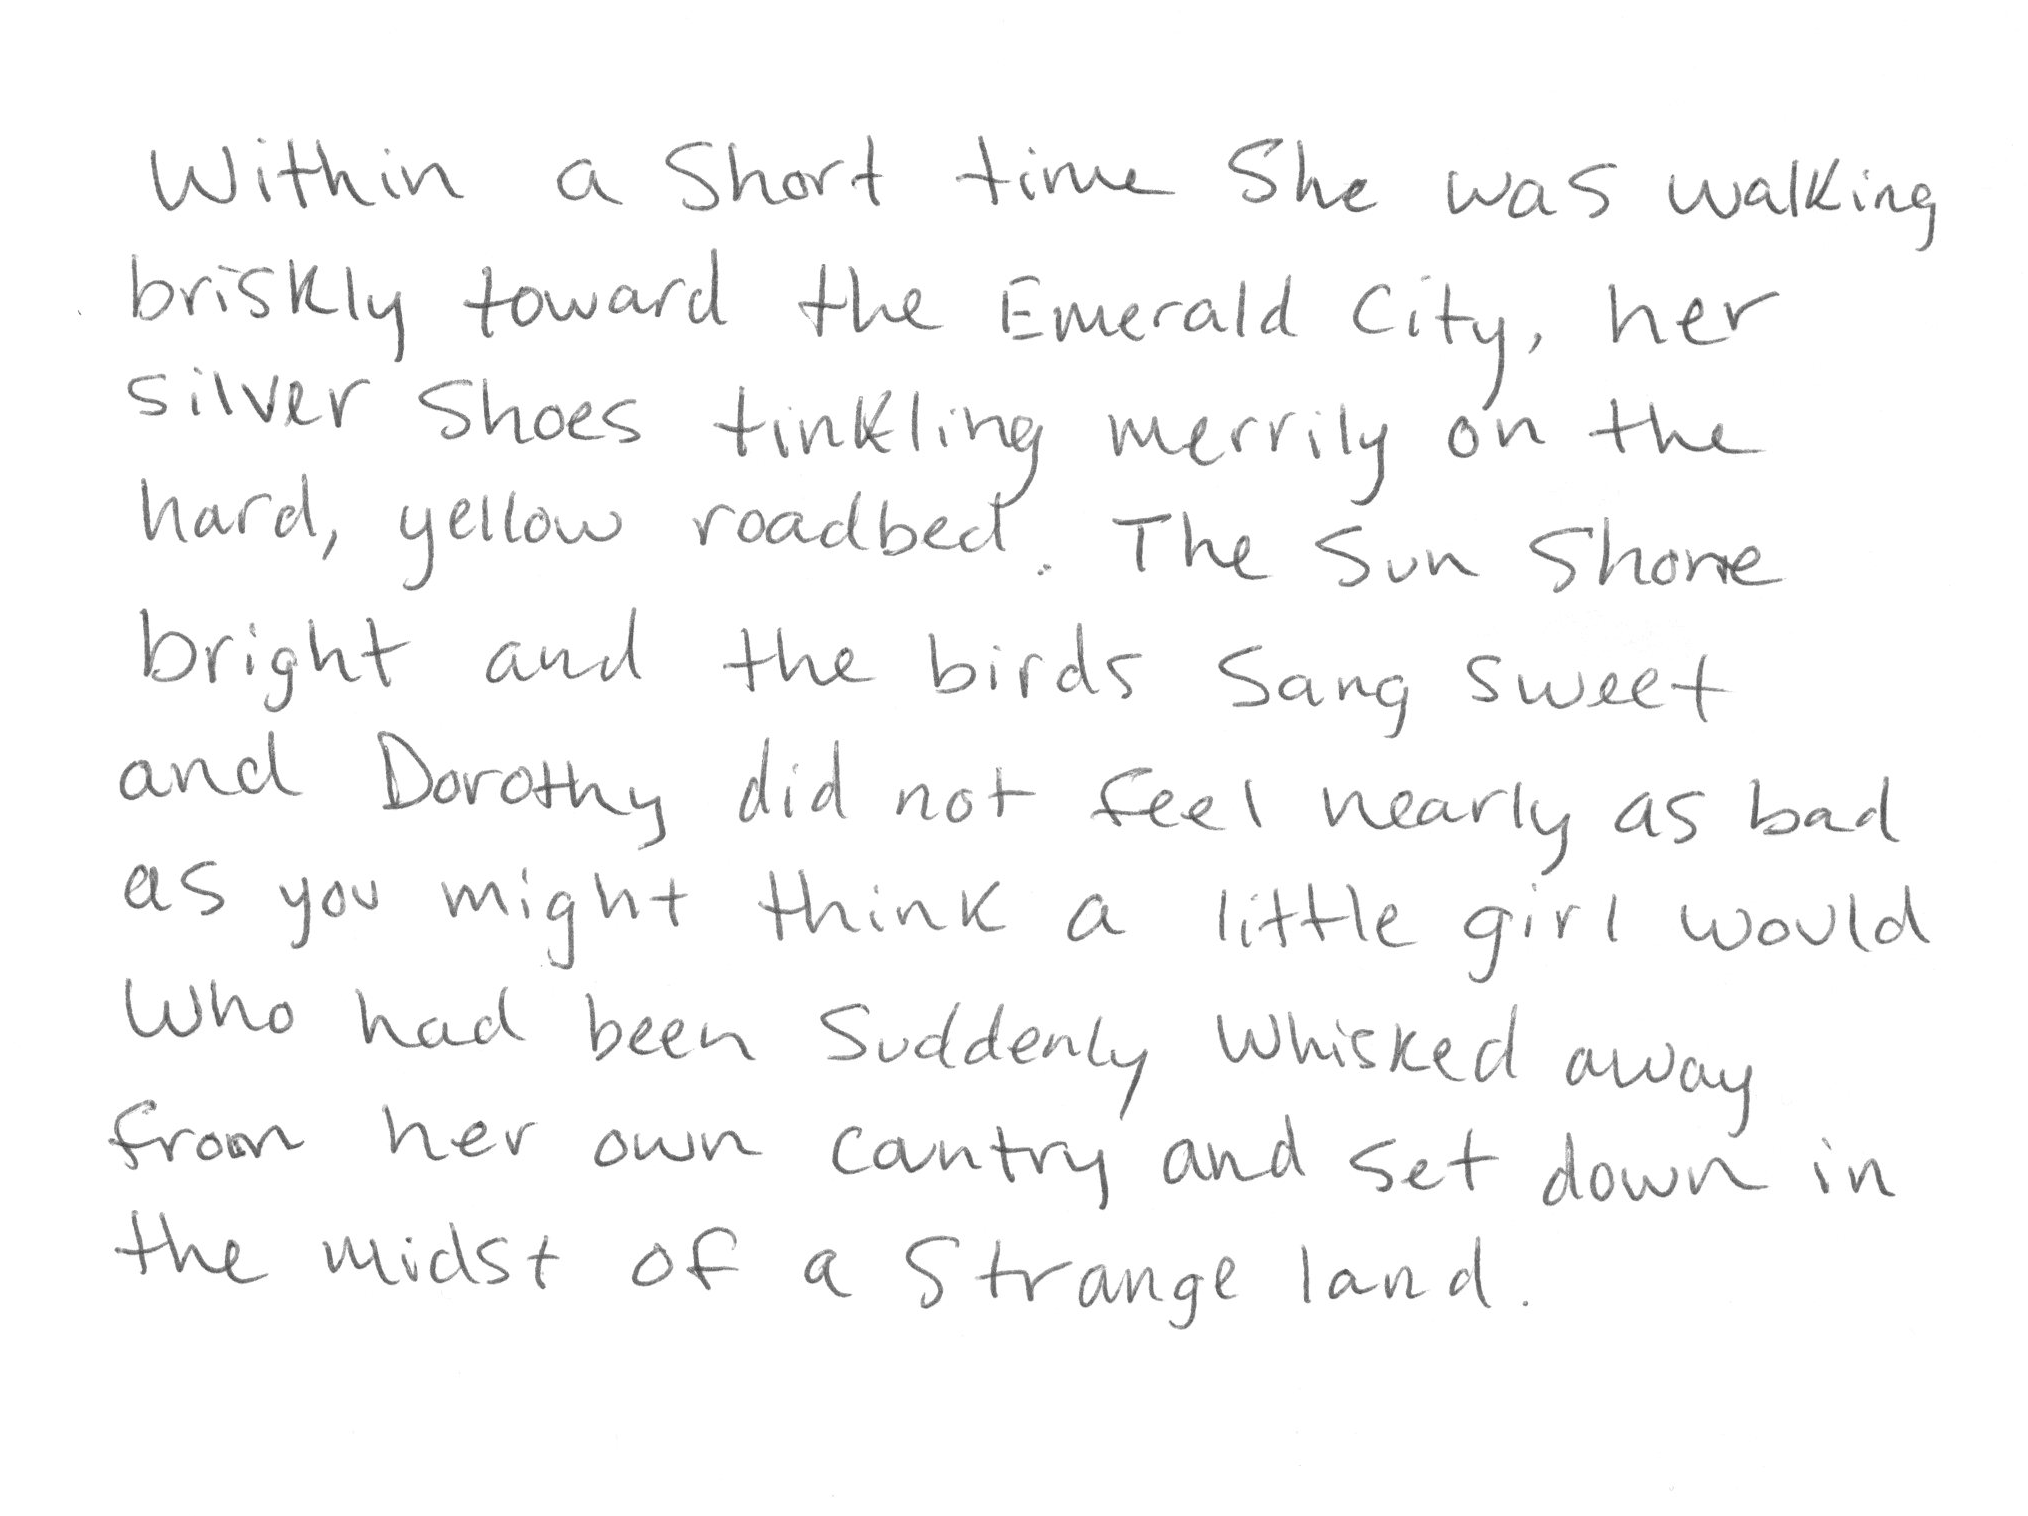 Within a short time she was walking
briskly toward the Emerald City, her
silver shoes tinkling merrily on the
hard, yellow roadbed. The sun shone
bright and the birds sang sweet
and Dorothy did not feel nearly as bad
as you might think a little girl would
who had been suddenly whisked away
from her own country and set down in
the midst of a strange land.